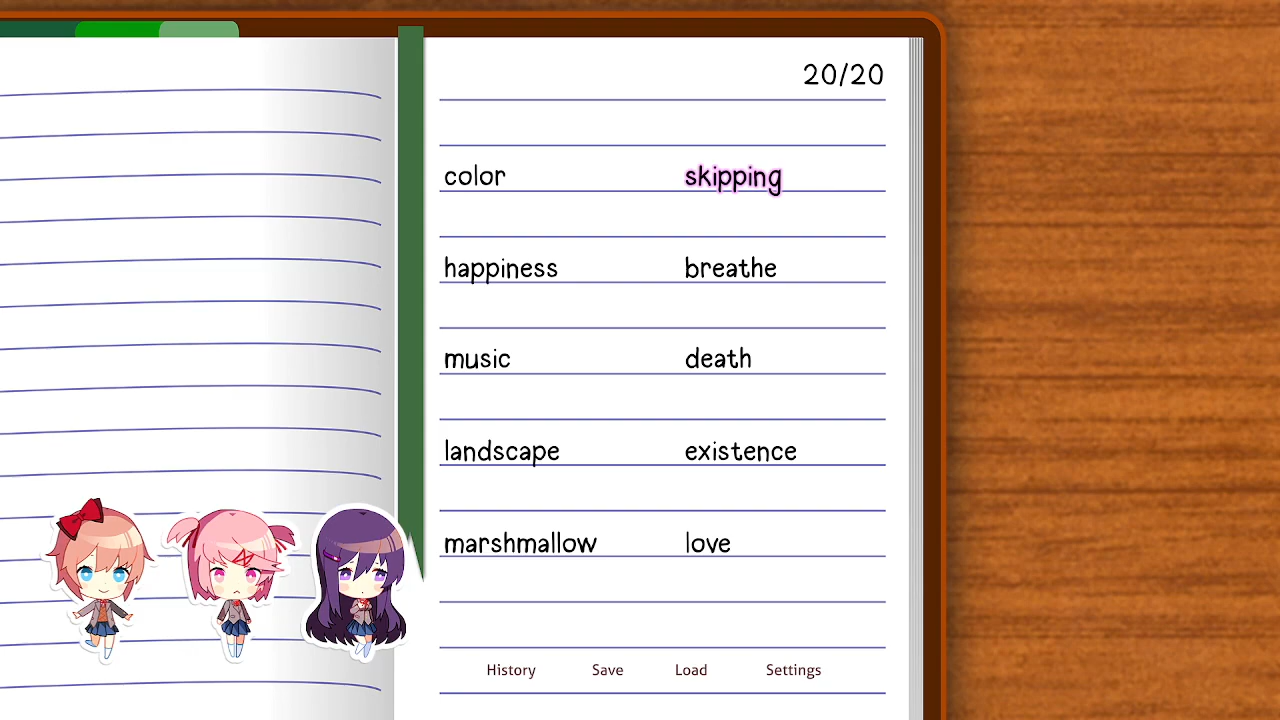 20/20
color skipping
happiness breathe
music death
landscape existence
marshmallow love
History Save Load Settings